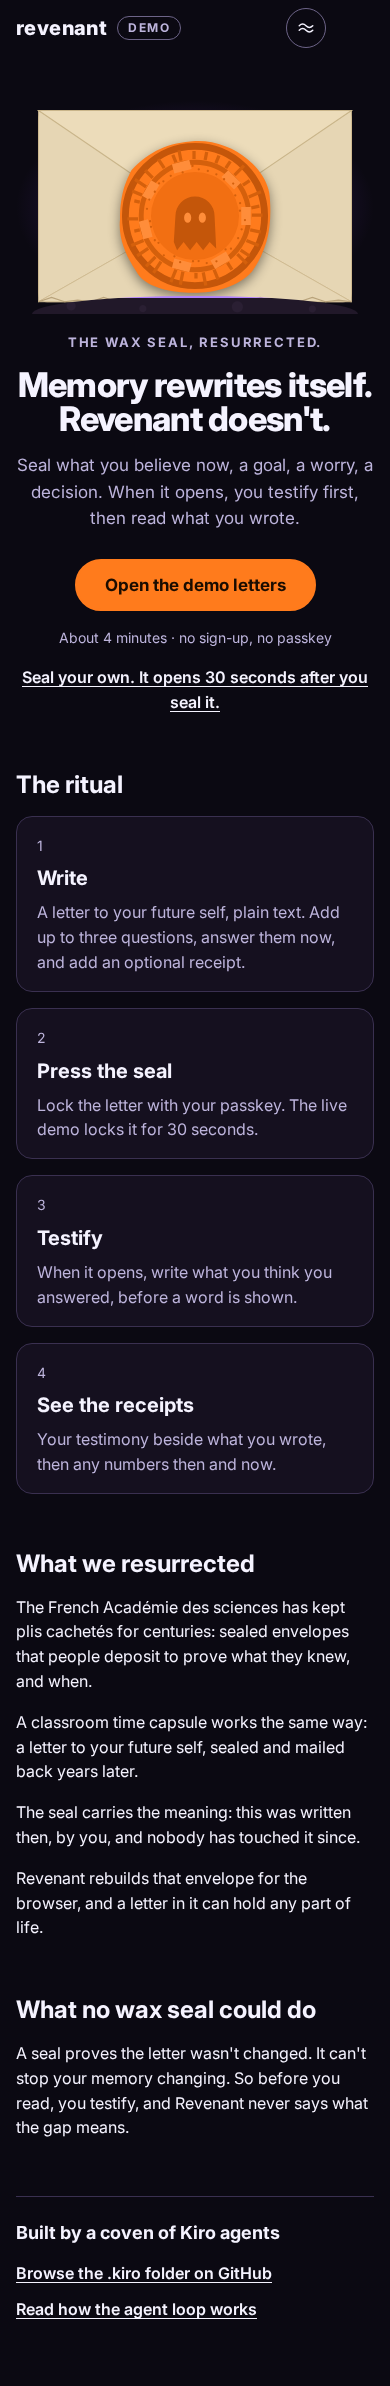 revenant DEMO
THE WAX SEAL, RESURRECTED.
Memory rewrites itself.
Revenant doesn't.
Seal what you believe now, a goal, a worry, a
decision. When it opens, you testify first,
then read what you wrote.
Open the demo letters
About 4 minutes · no sign-up, no passkey
Seal your own. It opens 30 seconds after you
seal it.
The ritual
1
Write
A letter to your future self, plain text. Add
up to three questions, answer them now,
and add an optional receipt.
2
Press the seal
Lock the letter with your passkey. The live
demo locks it for 30 seconds.
3
Testify
When it opens, write what you think you
answered, before a word is shown.
4
See the receipts
Your testimony beside what you wrote,
then any numbers then and now.
What we resurrected
The French Académie des sciences has kept
plis cachetés for centuries: sealed envelopes
that people deposit to prove what they knew,
and when.
A classroom time capsule works the same way:
a letter to your future self, sealed and mailed
back years later.
The seal carries the meaning: this was written
then, by you, and nobody has touched it since.
Revenant rebuilds that envelope for the
browser, and a letter in it can hold any part of
life.
What no wax seal could do
A seal proves the letter wasn't changed. It can't
stop your memory changing. So before you
read, you testify, and Revenant never says what
the gap means.
Built by a coven of Kiro agents
Browse the .kiro folder on GitHub
Read how the agent loop works